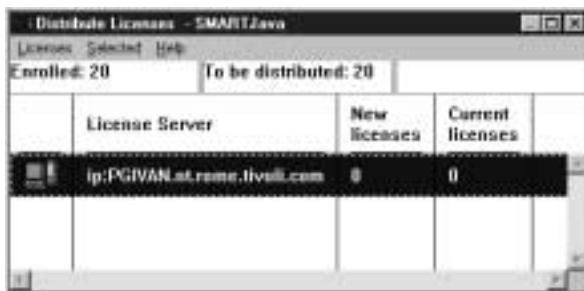 Distribute Licenses - SMARTJava
Licenses Selected Help
Enrolled: 20 To be distributed: 20
License Server New licenses Current licenses
ip:PGIVAN.nt.rome.tivoli.com 0 0